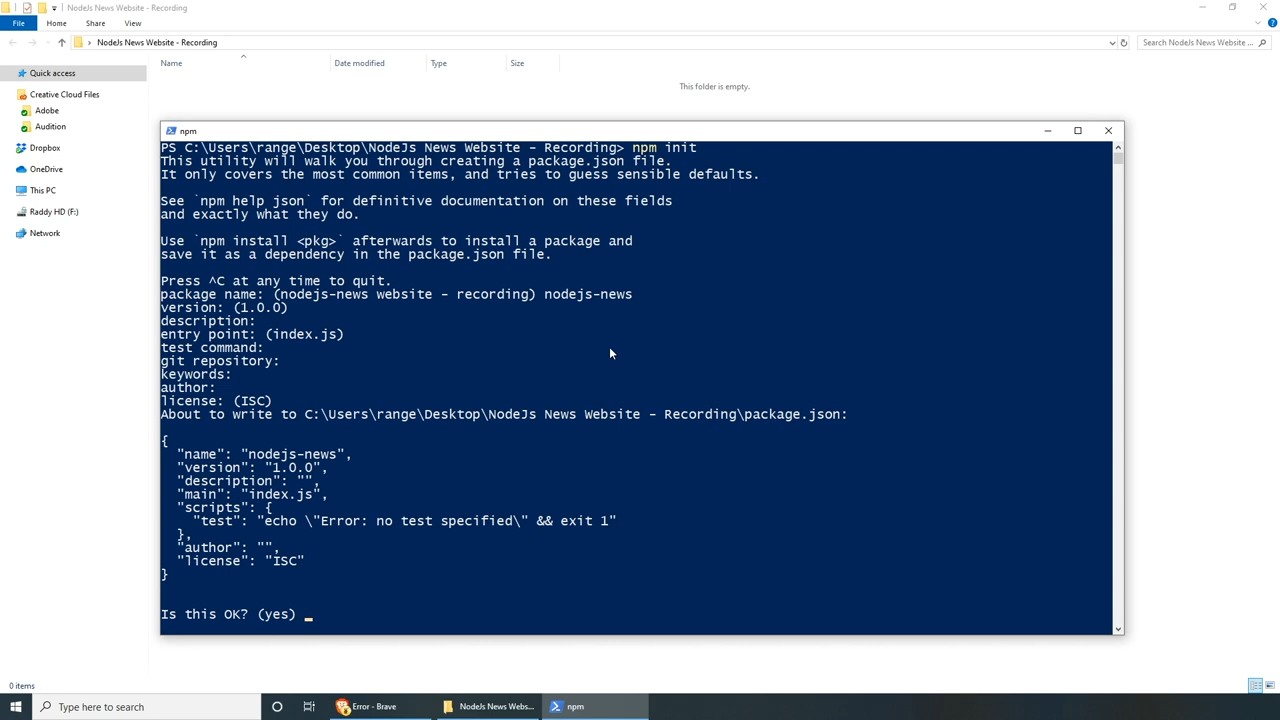 NodeJs News Website - Recording
File
Home
Share
View
NodeJs News Website - Recording
Search NodeJs News Website ...
Name
Date modified
Type
Size
This folder is empty.
Quick access
Creative Cloud Files
Adobe
Audition
Dropbox
OneDrive
This PC
Raddy HD (F:)
Network
npm
PS C:\Users\range\Desktop\NodeJs News Website - Recording> npm init
This utility will walk you through creating a package.json file.
It only covers the most common items, and tries to guess sensible defaults.
See `npm help json` for definitive documentation on these fields
and exactly what they do.
Use `npm install <pkg>` afterwards to install a package and
save it as a dependency in the package.json file.
Press ^C at any time to quit.
package name: (nodejs-news website - recording) nodejs-news
version: (1.0.0)
description:
entry point: (index.js)
test command:
git repository:
keywords:
author:
license: (ISC)
About to write to C:\Users\range\Desktop\NodeJs News Website - Recording\package.json:
{
"name": "nodejs-news",
"version": "1.0.0",
"description": "",
"main": "index.js",
"scripts": {
"test": "echo \"Error: no test specified\" && exit 1"
},
"author": "",
"license": "ISC"
}
Is this OK? (yes)
0 items
Type here to search
Error - Brave
NodeJs News Webs...
npm